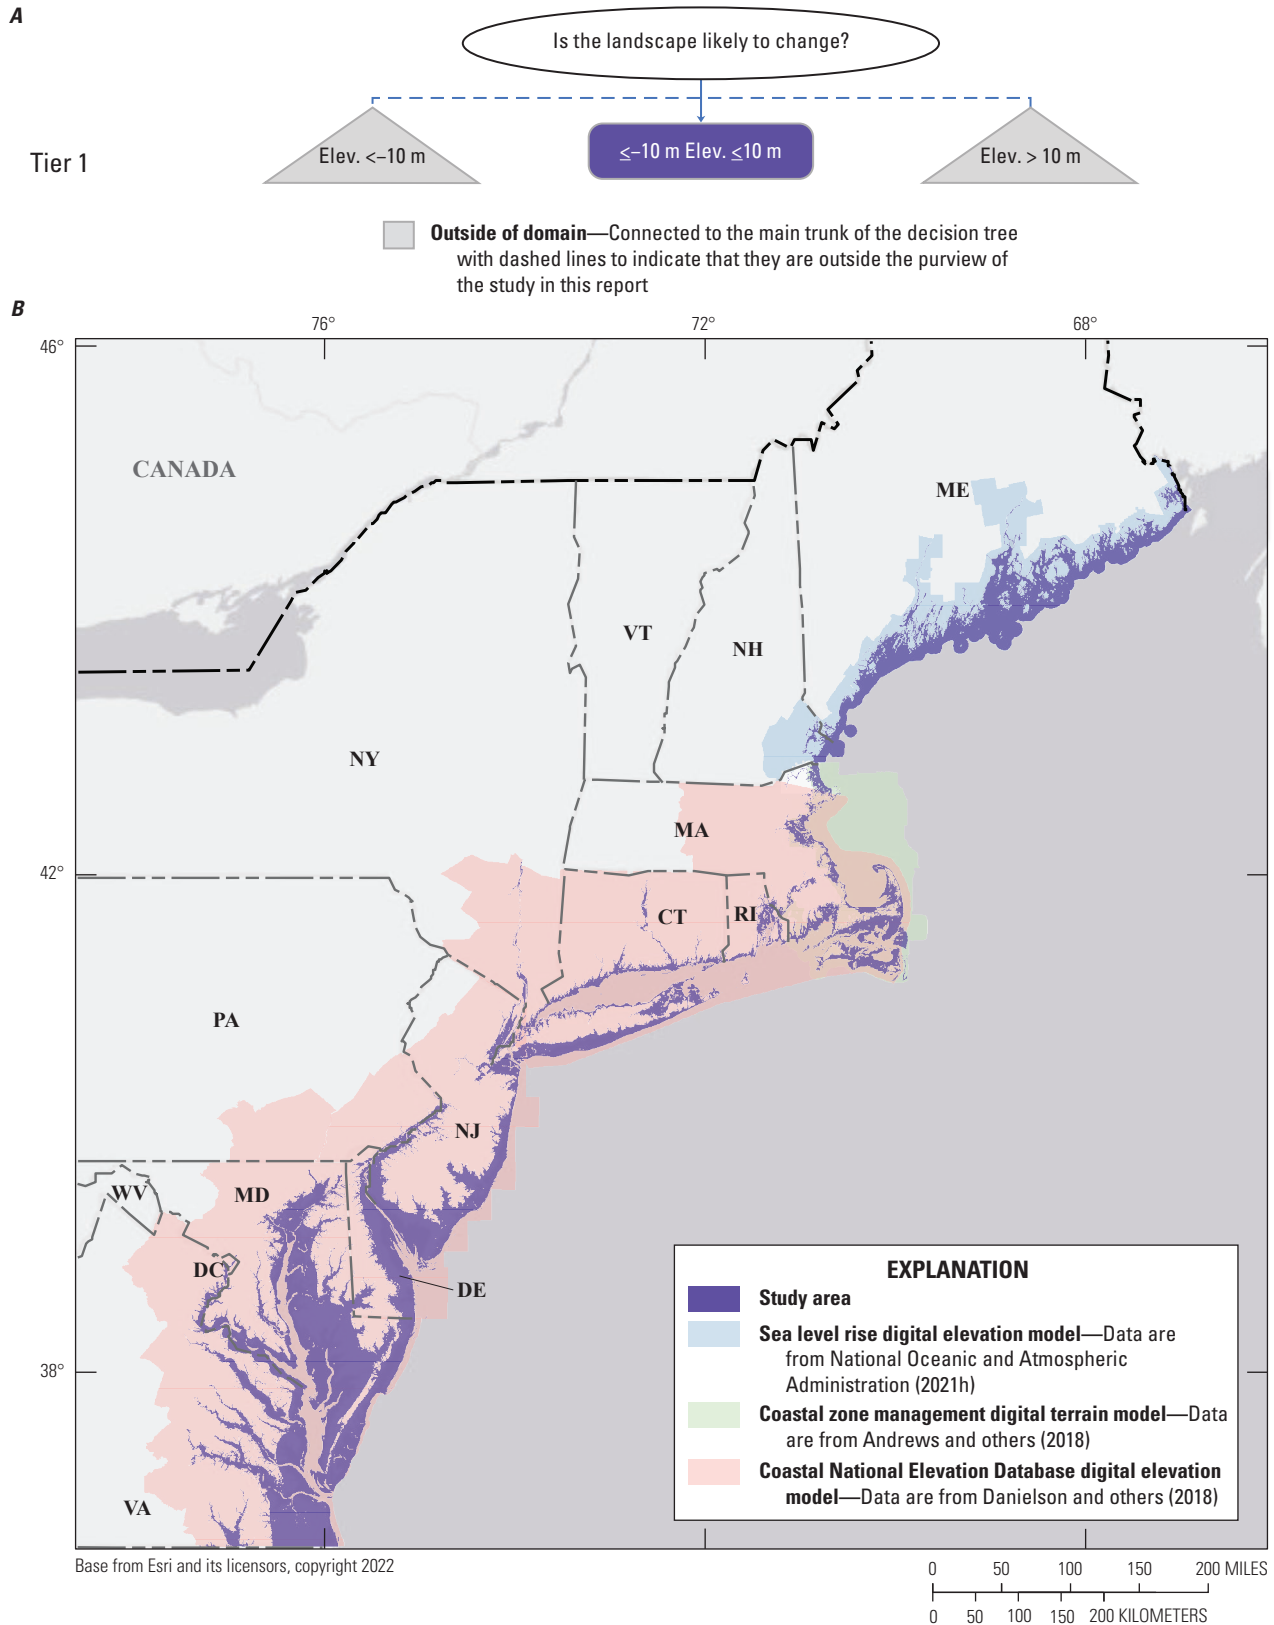 A
Is the landscape likely to change?
Tier 1
Elev. <–10 m
≤–10 m Elev. ≤10 m
Elev. > 10 m
Outside of domain—Connected to the main trunk of the decision tree
with dashed lines to indicate that they are outside the purview of
the study in this report
B
76°
72°
68°
46°
CANADA
ME
VT
NH
NY
MA
42°
CT
RI
PA
NJ
WV
MD
DC
DE
38°
VA
EXPLANATION
Study area
Sea level rise digital elevation model—Data are
from National Oceanic and Atmospheric
Administration (2021h)
Coastal zone management digital terrain model—Data
are from Andrews and others (2018)
Coastal National Elevation Database digital elevation
model—Data are from Danielson and others (2018)
Base from Esri and its licensors, copyright 2022
0 50 100 150 200 MILES
0 50 100 150 200 KILOMETERS